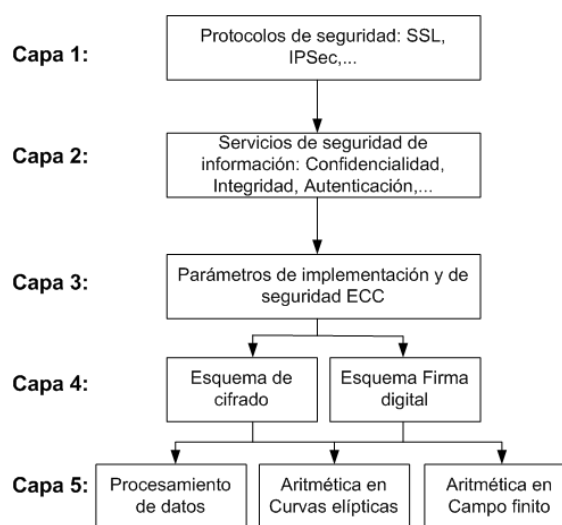 Capa 1:
Protocolos de seguridad: SSL,
IPSec,...
Capa 2:
Servicios de seguridad de
información: Confidencialidad,
Integridad, Autenticación,...
Capa 3:
Parámetros de implementación y de
seguridad ECC
Capa 4:
Esquema de
cifrado
Esquema Firma
digital
Capa 5:
Procesamiento
de datos
Aritmética en
Curvas elípticas
Aritmética en
Campo finito